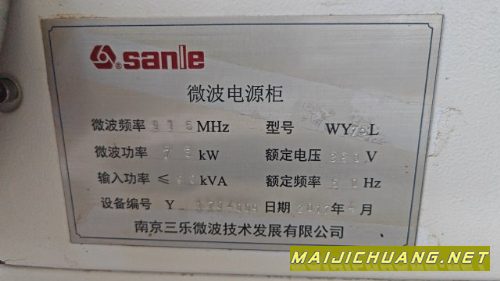 sanle
微波电源柜
微波频率 MHz 型号 WY L
微波功率 kW 额定电压 V
输入功率 ≤ kVA 额定频率 Hz
设备编号 Y 日期 年 月
南京三乐微波技术发展有限公司
MAIJICHUANG.NET